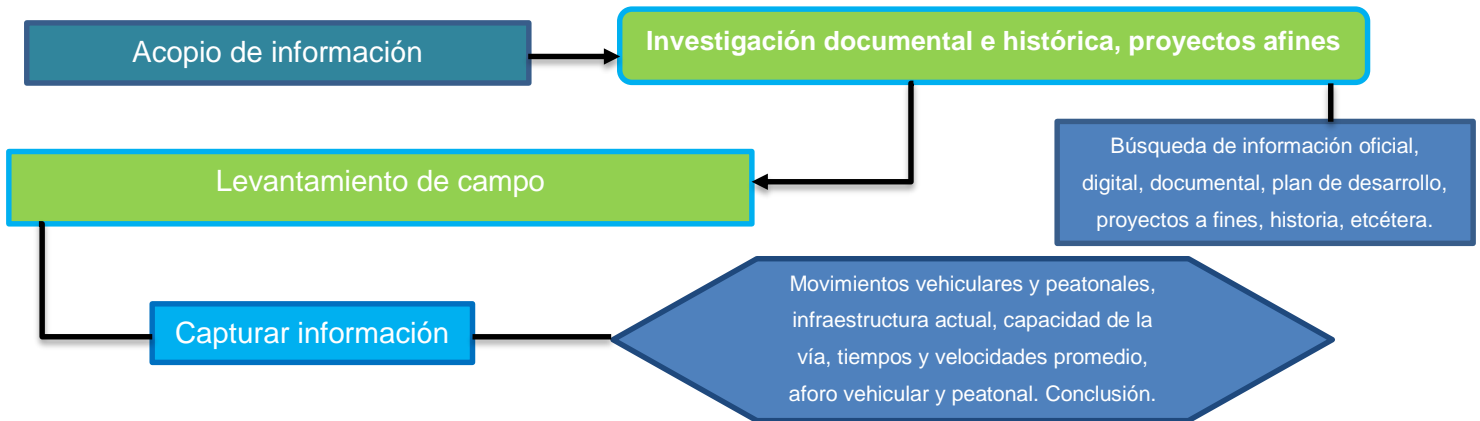 Acopio de información
Investigación documental e histórica, proyectos afines
Búsqueda de información oficial,
digital, documental, plan de desarrollo,
proyectos a fines, historia, etcétera.
Levantamiento de campo
Capturar información
Movimientos vehiculares y peatonales,
infraestructura actual, capacidad de la
vía, tiempos y velocidades promedio,
aforo vehicular y peatonal. Conclusión.